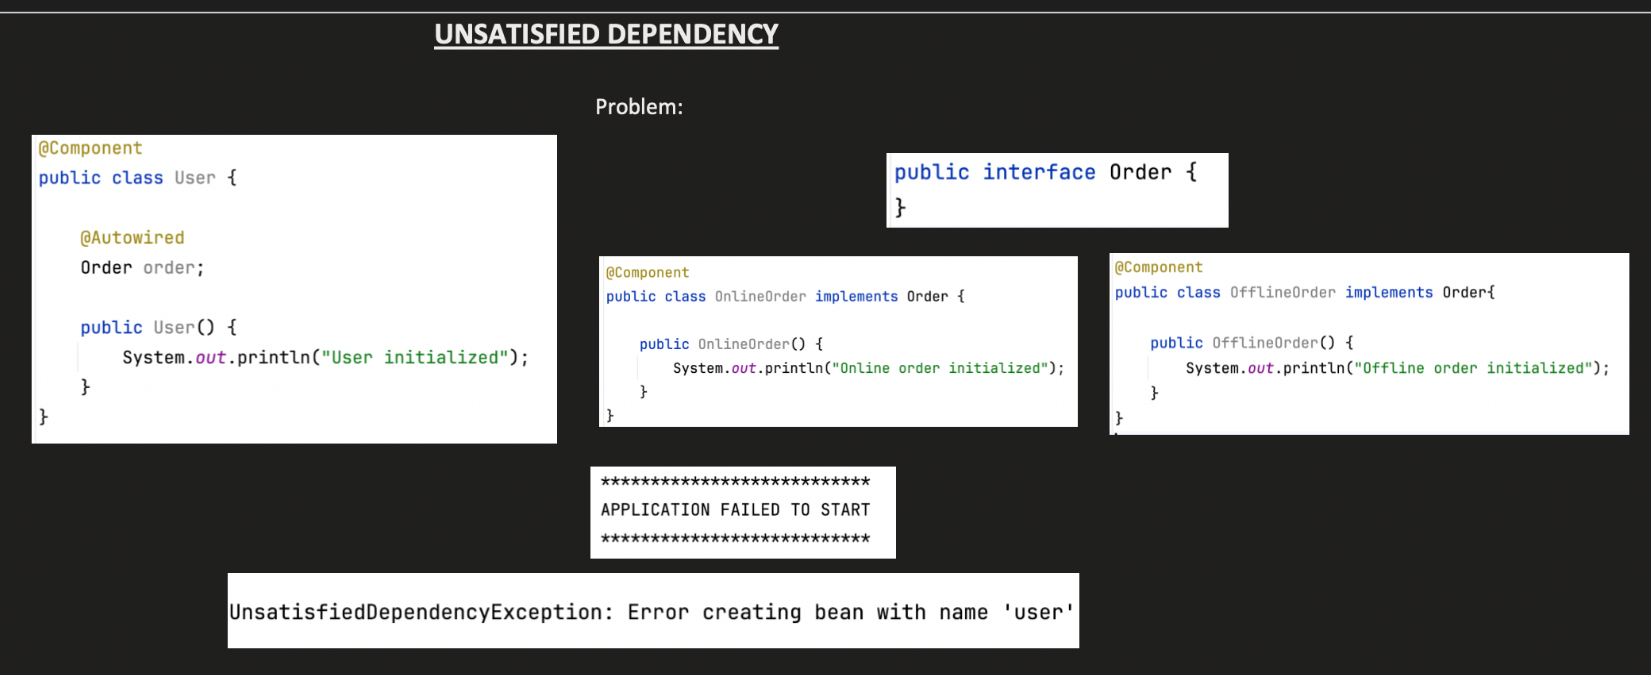 UNSATISFIED DEPENDENCY
Problem:
@Component
public class User {
@Autowired
Order order;
public User() {
System.out.println("User initialized");
}
}
public interface Order {
}
@Component
public class OnlineOrder implements Order {
public OnlineOrder() {
System.out.println("Online order initialized");
}
}
@Component
public class OfflineOrder implements Order{
public OfflineOrder() {
System.out.println("Offline order initialized");
}
}
***************************
APPLICATION FAILED TO START
***************************
UnsatisfiedDependencyException: Error creating bean with name 'user'